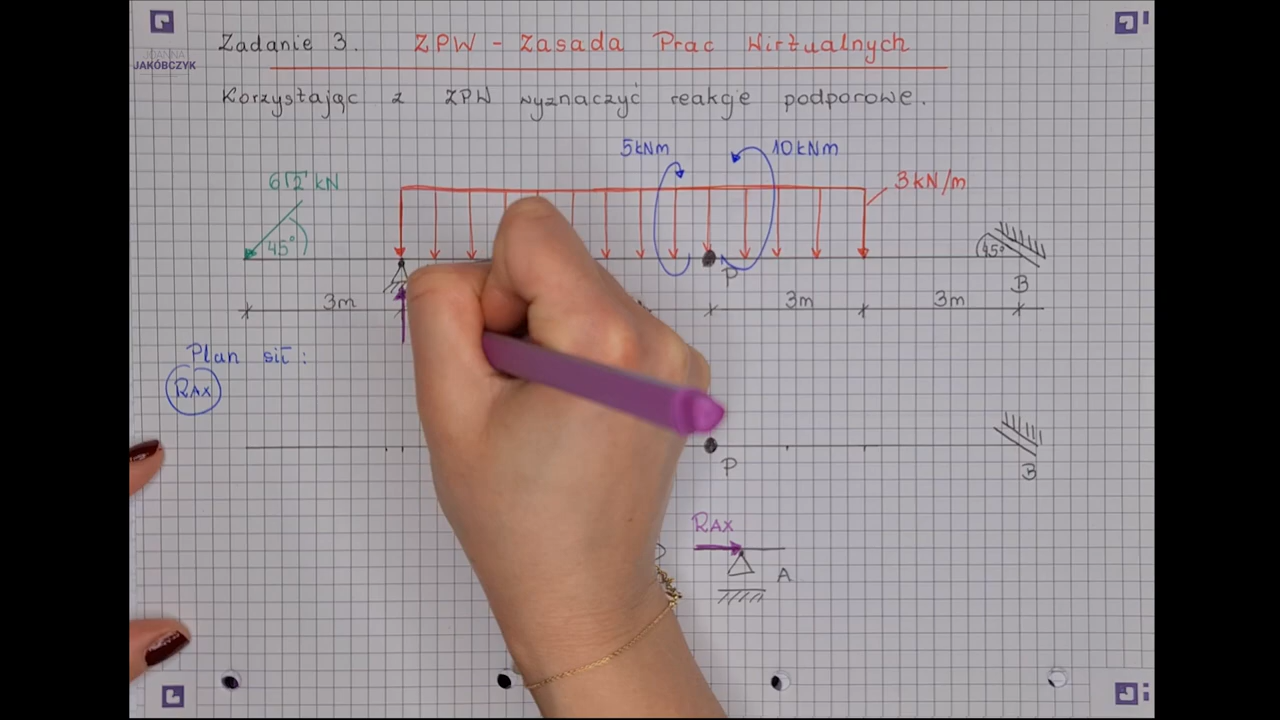 Zadanie 3. ZPW - Zasada Prac Wirtualnych
JOANNA
JAKÓBCZYK
Korzystając z ZPW wyznaczyć reakcje podporowe.
5kNm 10kNm
6√2 kN 3kN/m
45° 45°
P B
3m 3m 3m
Plan sił:
RAX
P B
RAX
A